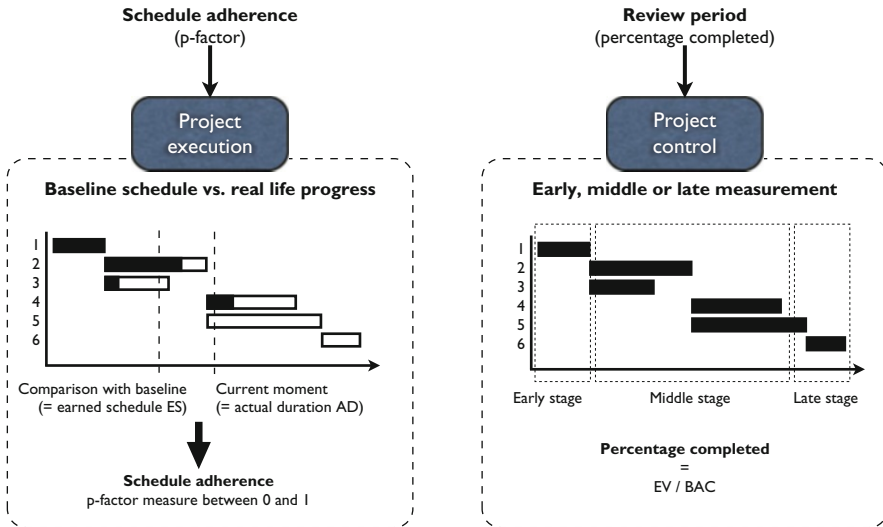 Schedule adherence
(p-factor)
Project
execution
Baseline schedule vs. real life progress
1
2
3
4
5
6
Comparison with baseline
(= earned schedule ES)
Current moment
(= actual duration AD)
Schedule adherence
p-factor measure between 0 and 1
Review period
(percentage completed)
Project
control
Early, middle or late measurement
1
2
3
4
5
6
Early stage
Middle stage
Late stage
Percentage completed
=
EV / BAC